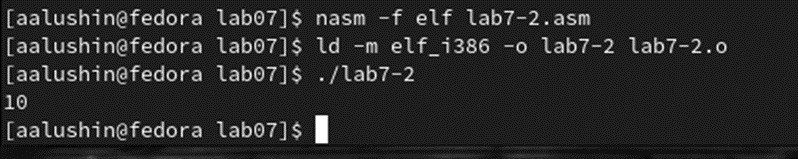 [aalushin@fedora lab07]$ nasm -f elf lab7-2.asm
[aalushin@fedora lab07]$ ld -m elf_i386 -o lab7-2 lab7-2.o
[aalushin@fedora lab07]$ ./lab7-2
10
[aalushin@fedora lab07]$